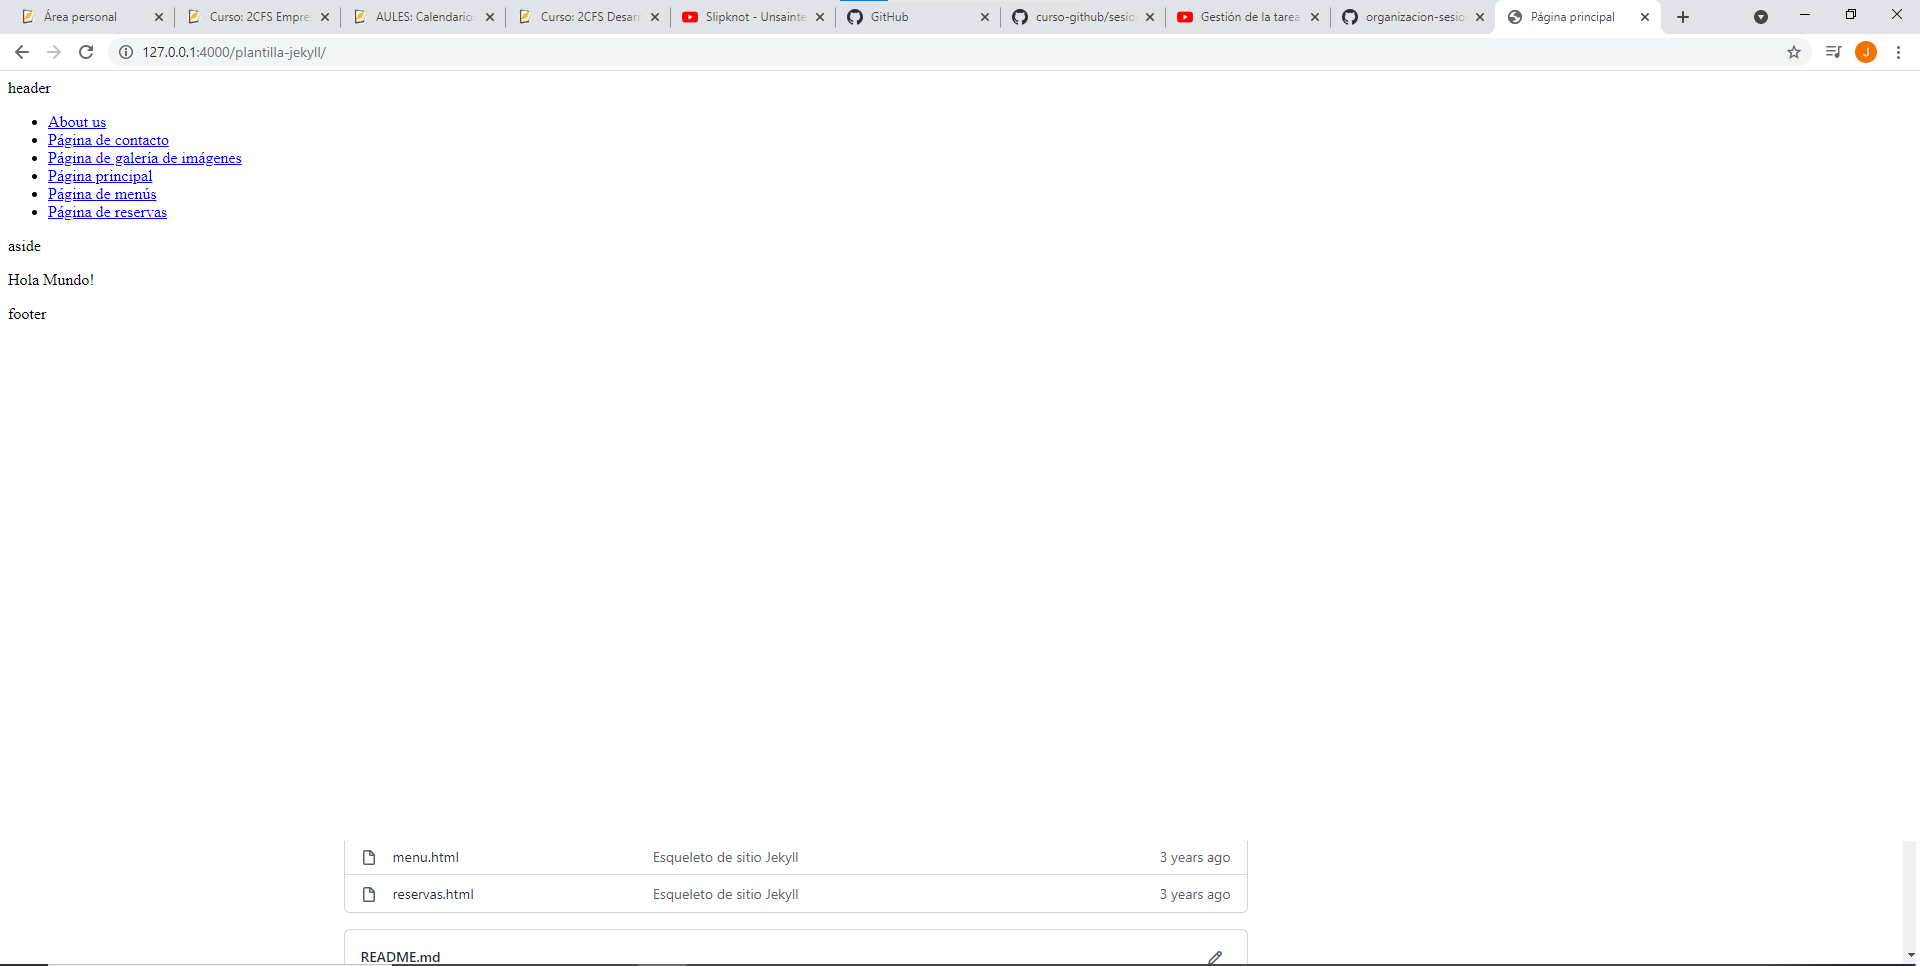 Área personal
Curso: 2CFS Empre
AULES: Calendario
Curso: 2CFS Desarr
Slipknot - Unsainte
GitHub
curso-github/sesio
Gestión de la tarea
organizacion-sesio
Página principal
127.0.0.1:4000/plantilla-jekyll/
J
header
About us
Página de contacto
Página de galería de imágenes
Página principal
Página de menús
Página de reservas
aside
Hola Mundo!
footer
menu.html Esqueleto de sitio Jekyll 3 years ago
reservas.html Esqueleto de sitio Jekyll 3 years ago
README.md